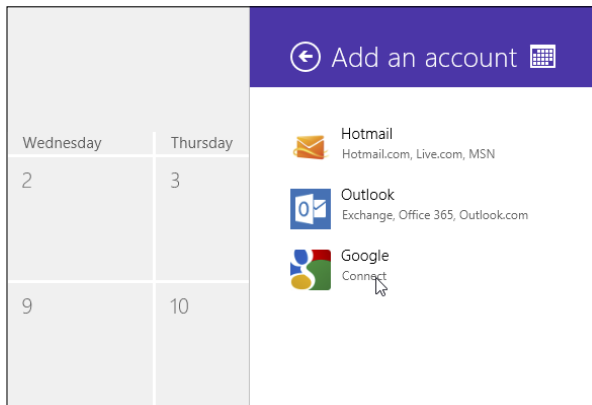 Add an account
Wednesday Thursday
2 3
9 10
Hotmail
Hotmail.com, Live.com, MSN
Outlook
Exchange, Office 365, Outlook.com
Google
Connect